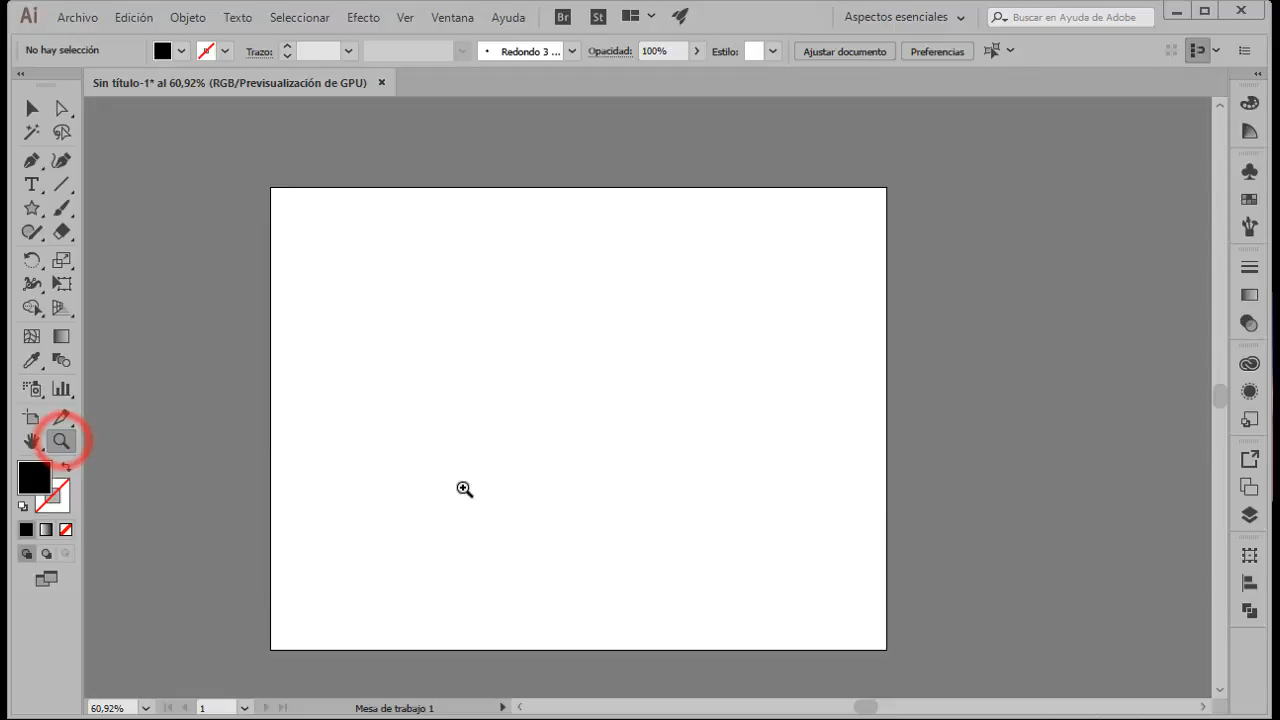 Ai Archivo Edición Objeto Texto Seleccionar Efecto Ver Ventana Ayuda Br St Aspectos esenciales Buscar en Ayuda de Adobe
No hay selección Trazo: Redondo 3 ... Opacidad: 100% Estilo: Ajustar documento Preferencias
Sin título-1* al 60,92% (RGB/Previsualización de GPU)
T
60,92% 1 Mesa de trabajo 1